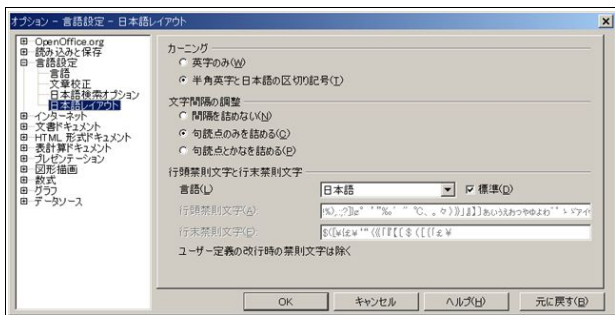 オプション - 言語設定 - 日本語レイアウト
OpenOffice.org
読み込みと保存
言語設定
言語
文章校正
日本語検索オプション
日本語レイアウト
インターネット
文書ドキュメント
HTML 形式ドキュメント
表計算ドキュメント
プレゼンテーション
図形描画
数式
グラフ
データソース
カーニング
英字のみ(W)
半角英字と日本語の区切り記号(T)
文字間隔の調整
間隔を詰めない(N)
句読点のみを詰める(C)
句読点とかなを詰める(P)
行頭禁則文字と行末禁則文字
言語(L) 日本語 標準(D)
行頭禁則文字(A):
行末禁則文字(E):
ユーザー定義の改行時の禁則文字は除く
OK キャンセル ヘルプ(H) 元に戻す(B)